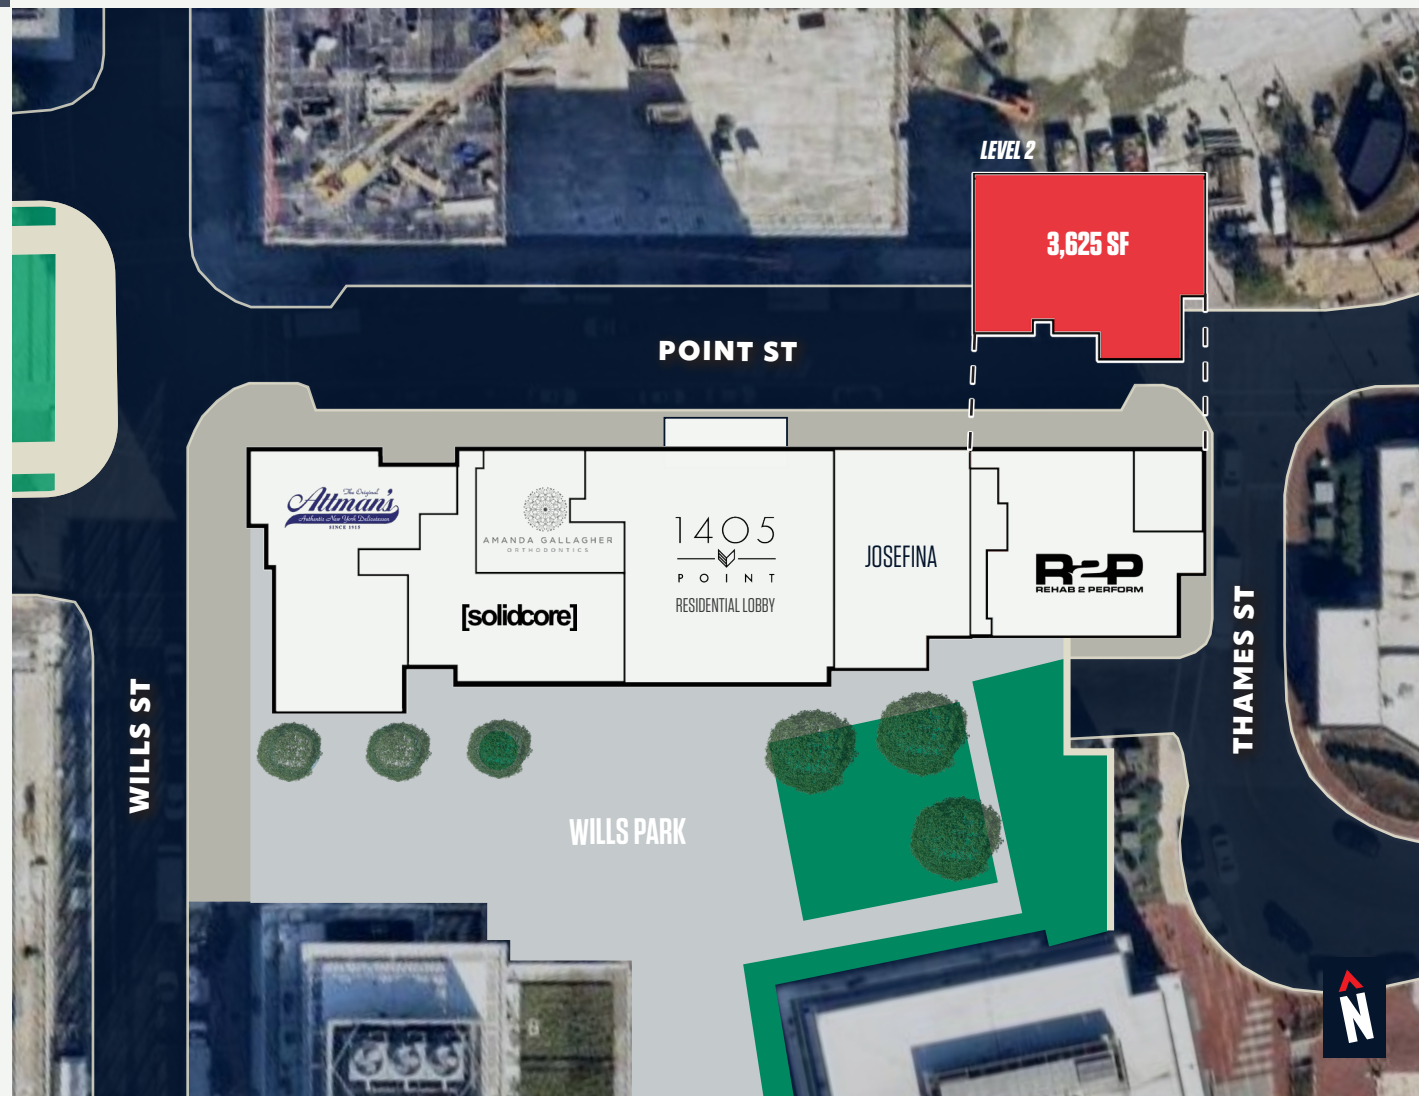 LEVEL 2
3,625 SF
POINT ST
The Original
Attman's
Authentic New York Delicatessen
SINCE 1915
AMANDA GALLAGHER
ORTHODONTICS
[solidcore]
1405
POINT
RESIDENTIAL LOBBY
JOSEFINA
R2P
REHAB 2 PERFORM
WILLS ST
THAMES ST
WILLS PARK
N